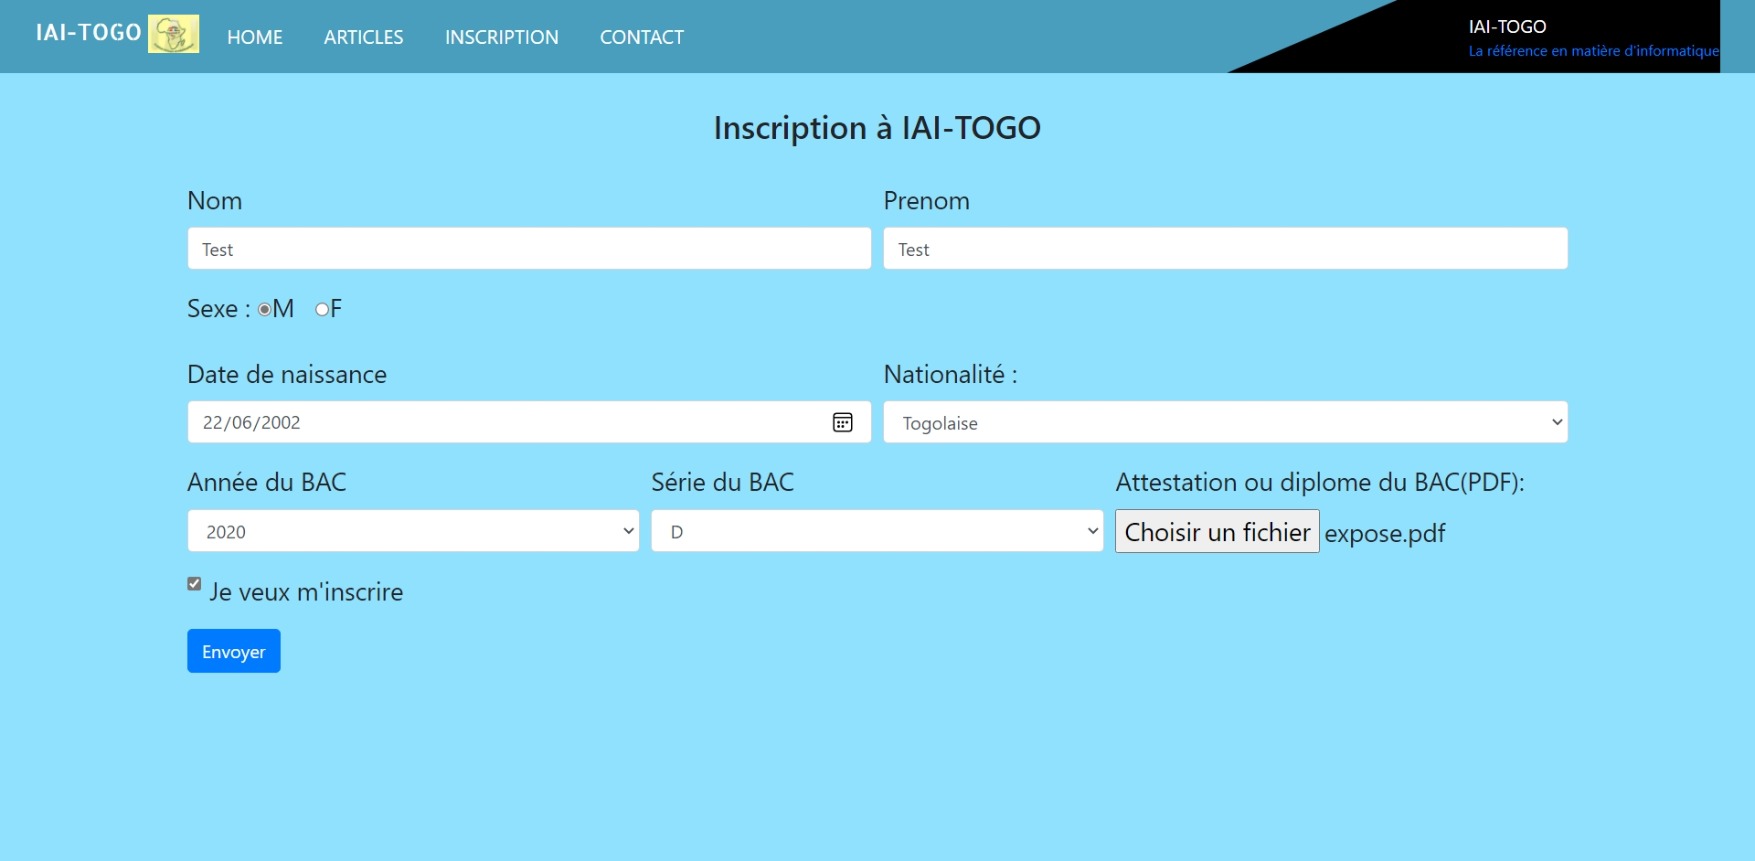 IAI-TOGO HOME ARTICLES INSCRIPTION CONTACT
IAI-TOGO
La référence en matière d'informatique
Inscription à IAI-TOGO
Nom Prenom
Test Test
Sexe : M F
Date de naissance Nationalité :
22/06/2002 Togolaise
Année du BAC Série du BAC Attestation ou diplome du BAC(PDF):
2020 D Choisir un fichier expose.pdf
Je veux m'inscrire
Envoyer